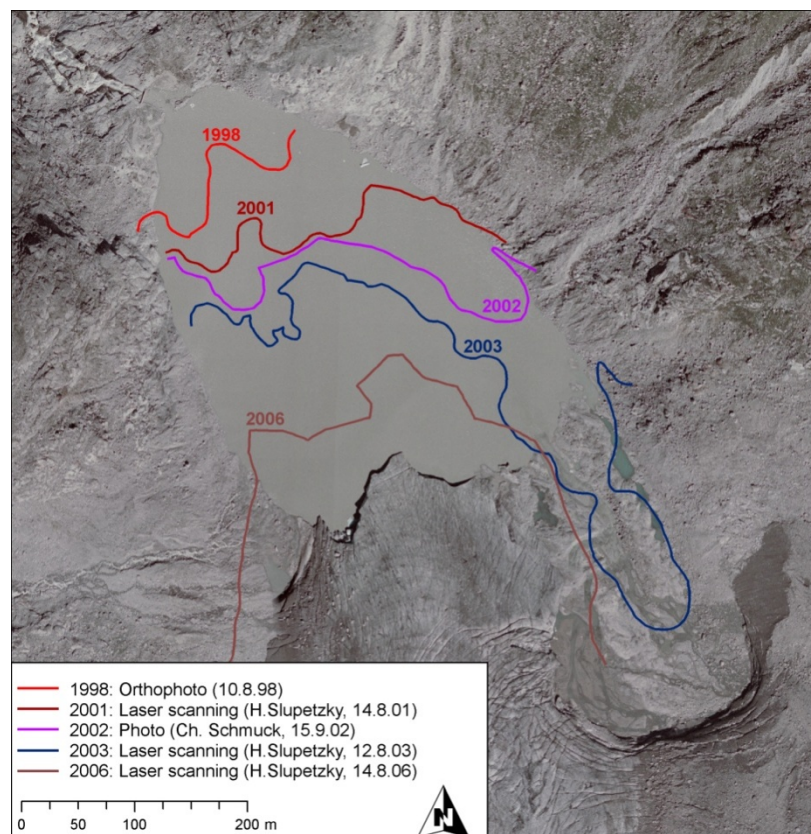 1998
2001
2002
2003
2006
1998: Orthophoto (10.8.98)
2001: Laser scanning (H.Slupetzky, 14.8.01)
2002: Photo (Ch. Schmuck, 15.9.02)
2003: Laser scanning (H.Slupetzky, 12.8.03)
2006: Laser scanning (H.Slupetzky, 14.8.06)
0 50 100 200 m
N